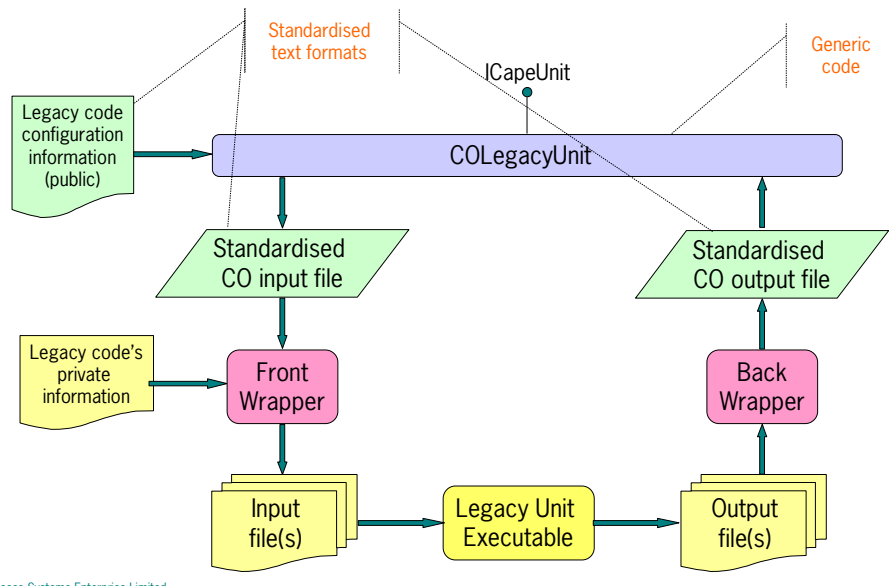 Standardised
text formats
Generic
code
ICapeUnit
Legacy code
configuration
information
(public)
COLegacyUnit
Standardised
CO input file
Standardised
CO output file
Legacy code's
private
information
Front
Wrapper
Back
Wrapper
Input
file(s)
Legacy Unit
Executable
Output
file(s)
Systems Enterprise Limited